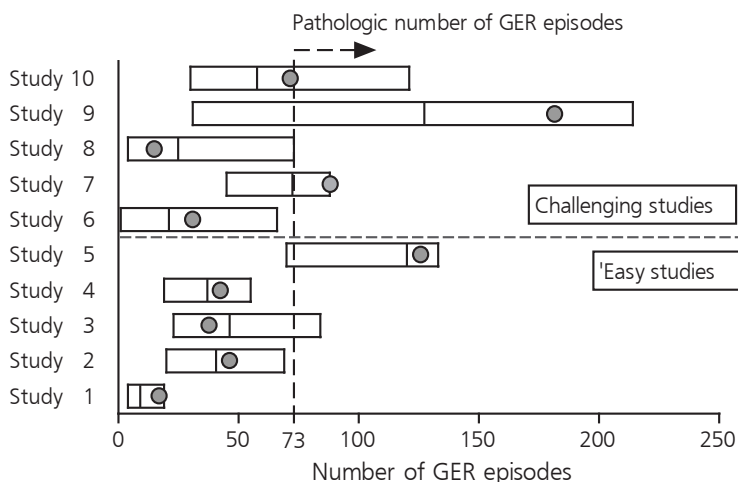 Pathologic number of GER episodes
Study 10
Study 9
Study 8
Study 7
Study 6
Challenging studies
Study 5
'Easy studies
Study 4
Study 3
Study 2
Study 1
0 50 73 100 150 200 250
Number of GER episodes